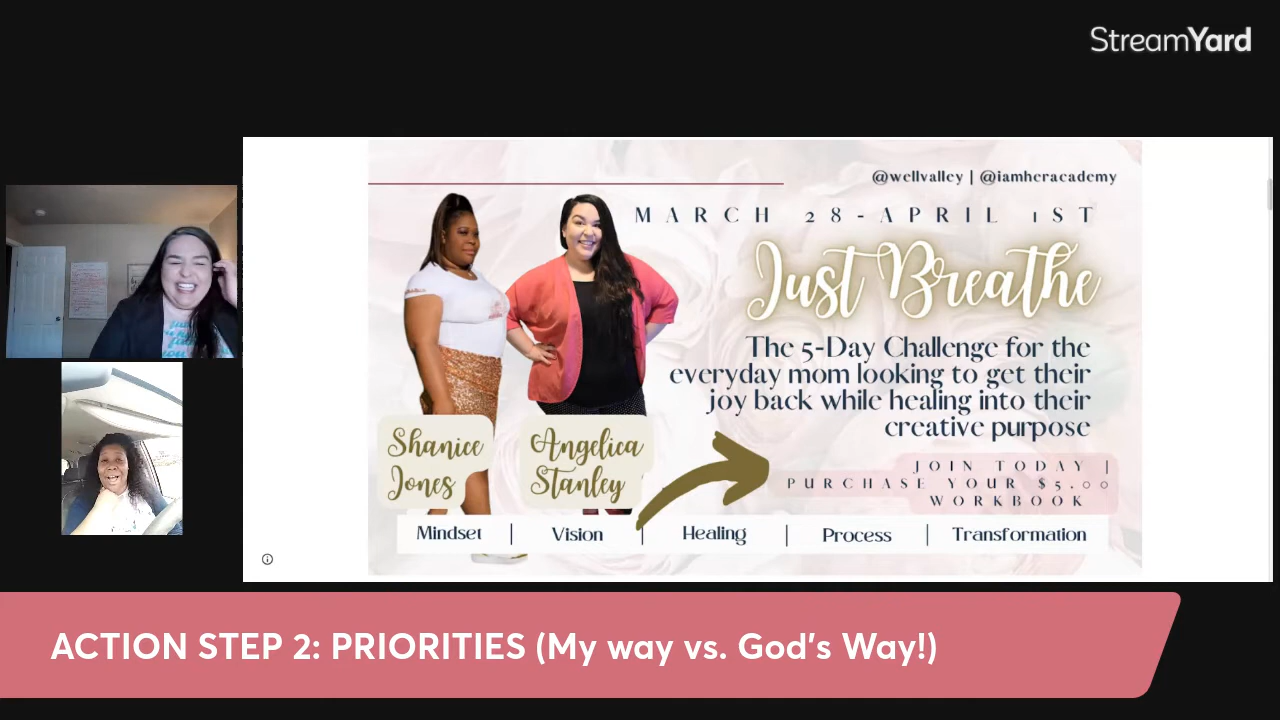 StreamYard
@wellvalley | @iamheracademy
MARCH 28-APRIL 1ST
Just Breathe
The 5-Day Challenge for the
everyday mom looking to get their
joy back while healing into their
creative purpose
Shanice
Jones
Angelica
Stanley
JOIN TODAY |
PURCHASE YOUR $5.00
WORKBOOK
Mindset | Vision | Healing | Process | Transformation
ACTION STEP 2: PRIORITIES (My way vs. God's Way!)